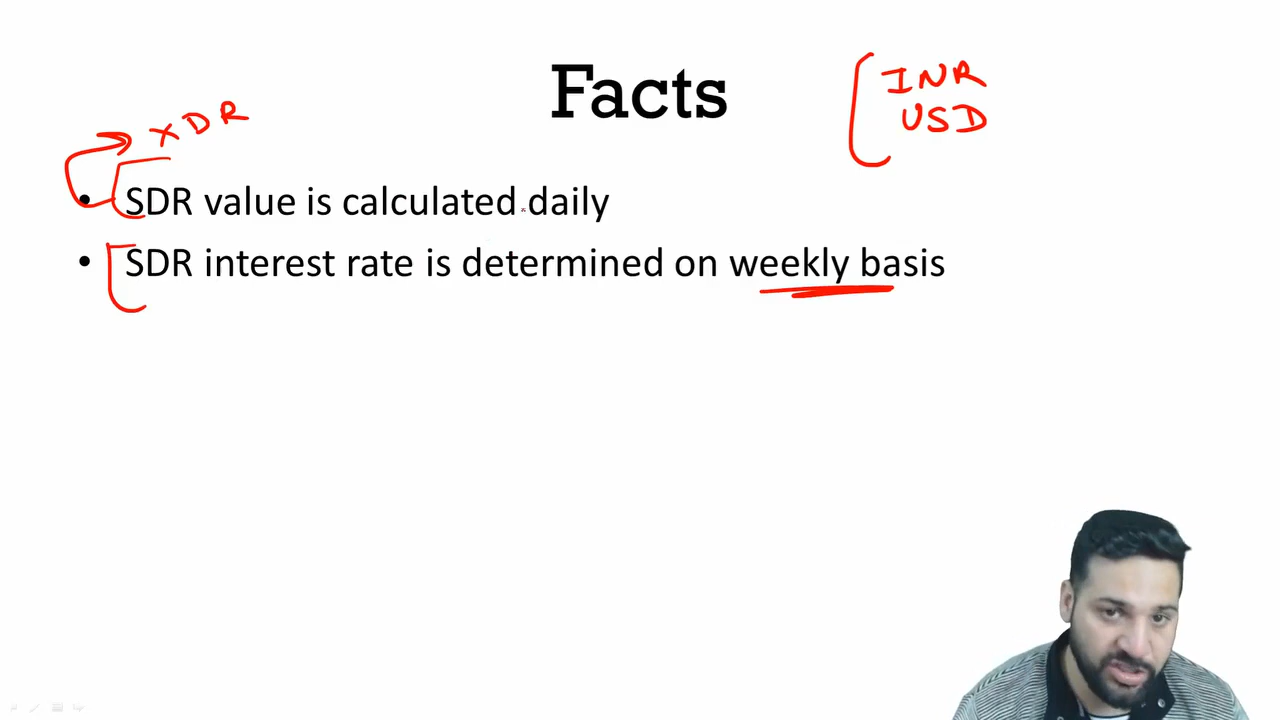 Facts
INR
USD
XDR
• SDR value is calculated daily
• SDR interest rate is determined on weekly basis